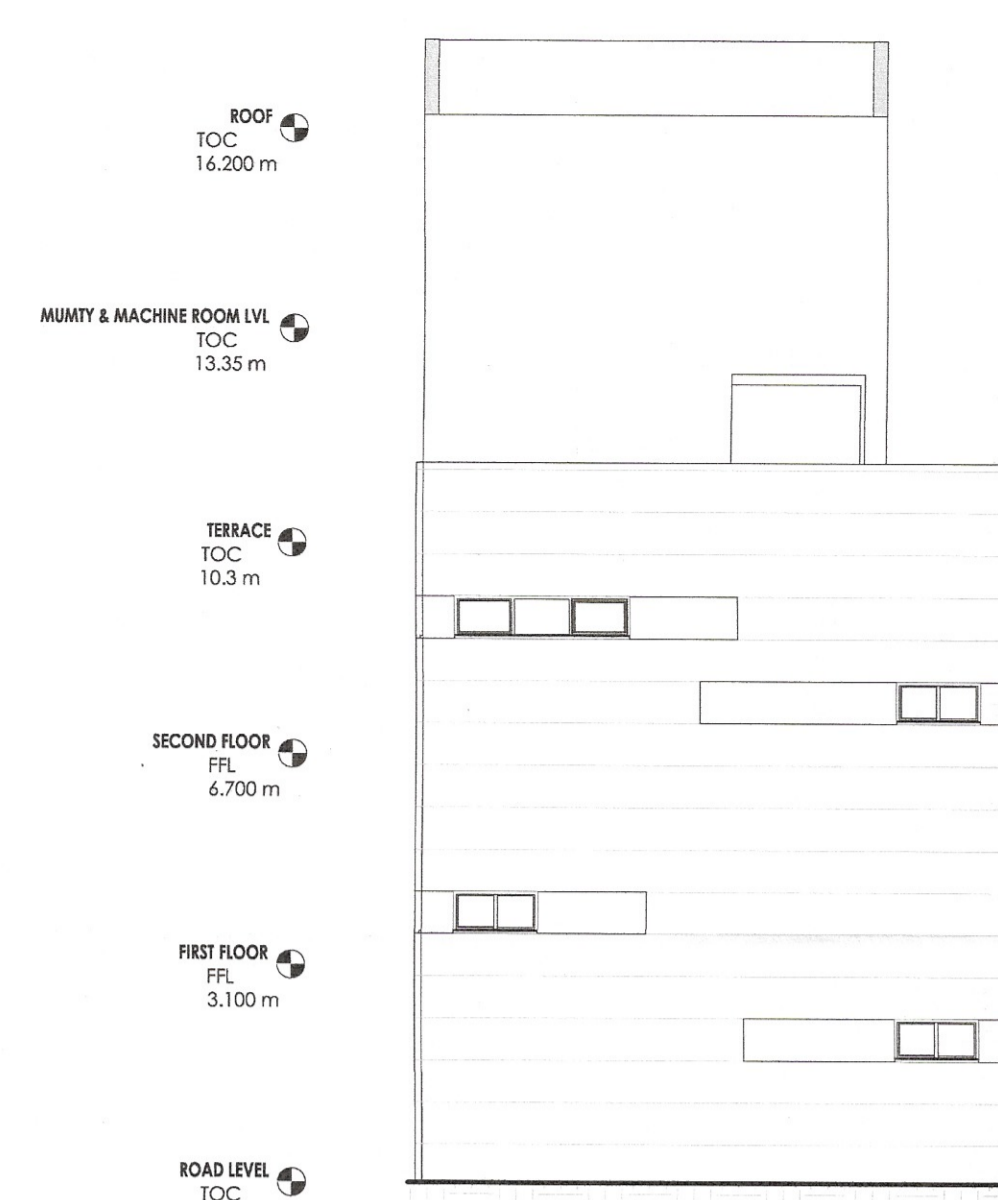 ROOF
TOC
16.200 m
MUMTY & MACHINE ROOM LVL
TOC
13.35 m
TERRACE
TOC
10.3 m
SECOND FLOOR
FFL
6.700 m
FIRST FLOOR
FFL
3.100 m
ROAD LEVEL
TOC